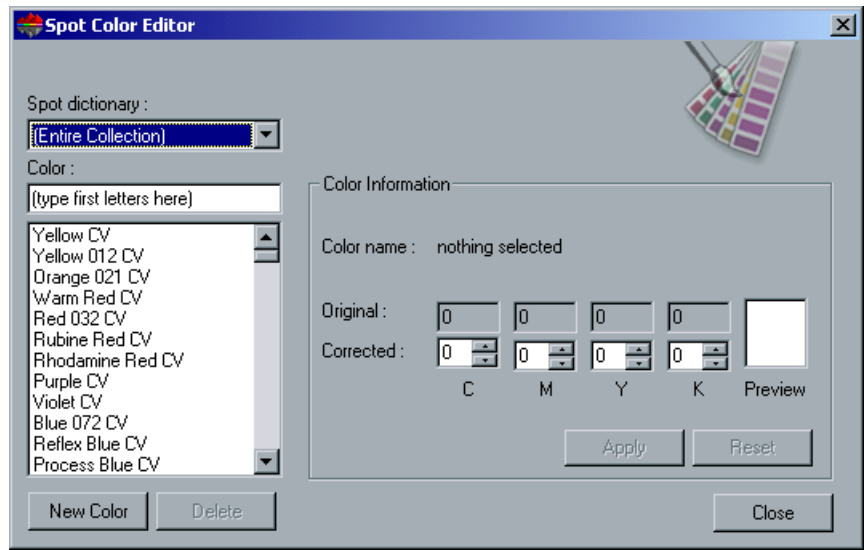 Spot Color Editor
Spot dictionary :
(Entire Collection)
Color :
(type first letters here)
Yellow CV
Yellow 012 CV
Orange 021 CV
Warm Red CV
Red 032 CV
Rubine Red CV
Rhodamine Red CV
Purple CV
Violet CV
Blue 072 CV
Reflex Blue CV
Process Blue CV
New Color
Delete
Color Information
Color name : nothing selected
Original : 0 0 0 0
Corrected : 0 0 0 0
C M Y K Preview
Apply Reset
Close